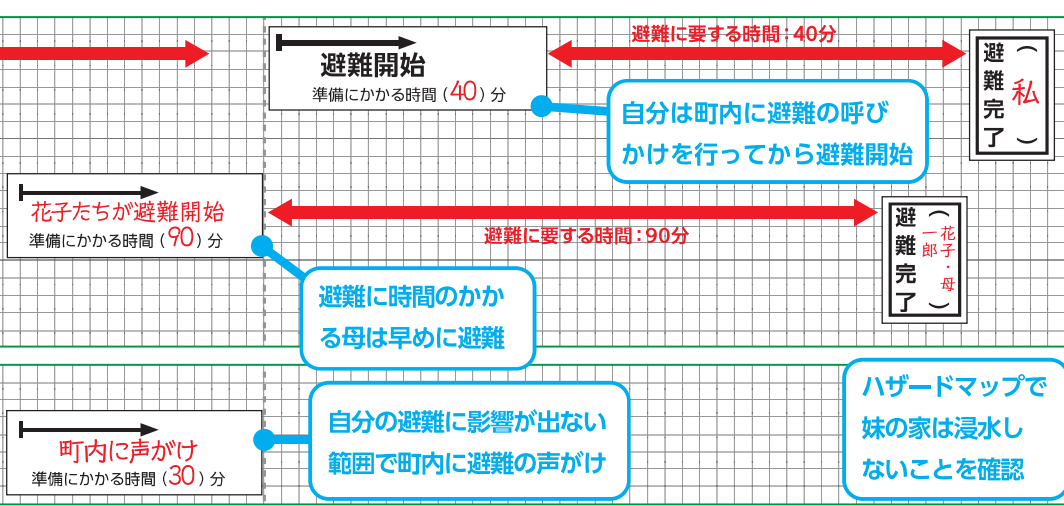 避難開始
準備にかかる時間（40）分
避難に要する時間：40分
避難完了
（私）
自分は町内に避難の呼び
かけを行ってから避難開始
花子たちが避難開始
準備にかかる時間（90）分
避難に要する時間：90分
避難完了
（花子・母
一郎）
避難に時間のかか
る母は早めに避難
町内に声がけ
準備にかかる時間（30）分
自分の避難に影響が出ない
範囲で町内に避難の声がけ
ハザードマップで
妹の家は浸水し
ないことを確認